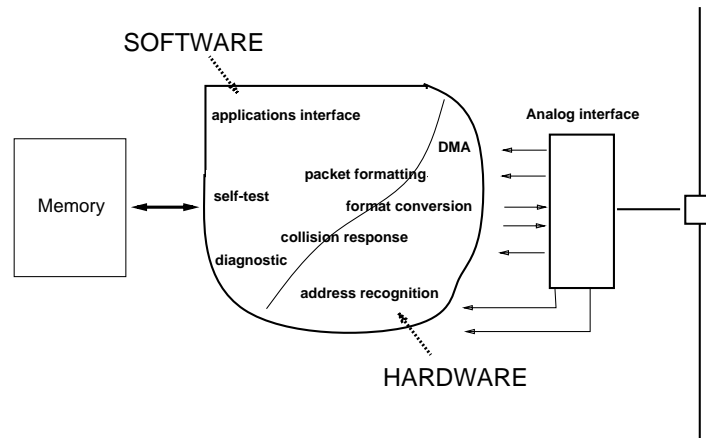 SOFTWARE
applications interface
Analog interface
DMA
packet formatting
self-test
format conversion
Memory
collision response
diagnostic
address recognition
HARDWARE